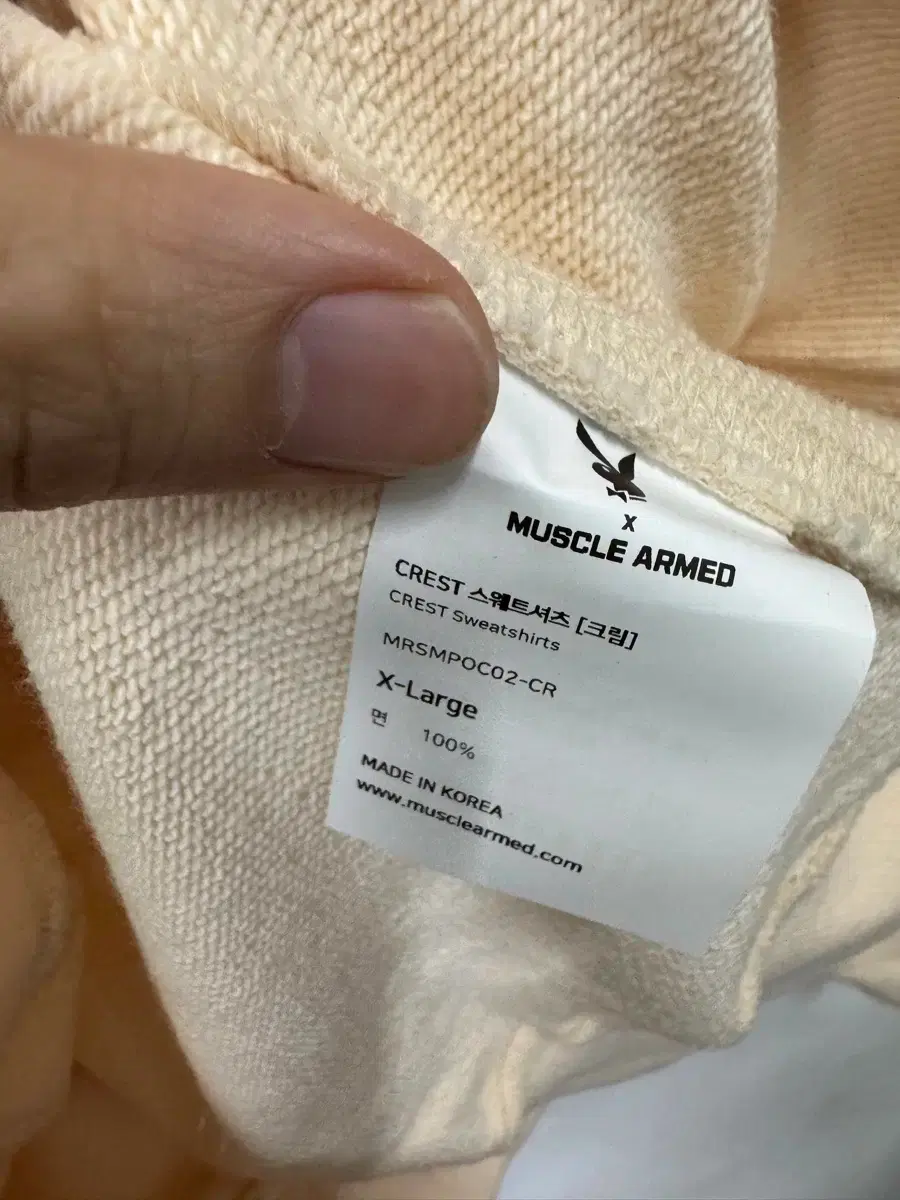 X
MUSCLE ARMED
CREST 스웨트셔츠 [크림]
CREST Sweatshirts
MRSMPOC02-CR
X-Large
면 100%
MADE IN KOREA
www.musclearmed.com